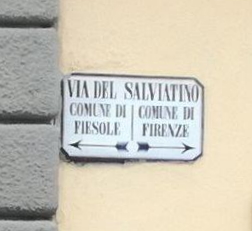 VIA DEL SALVIATINO
COMUNE DI COMUNE DI
FIESOLE FIRENZE